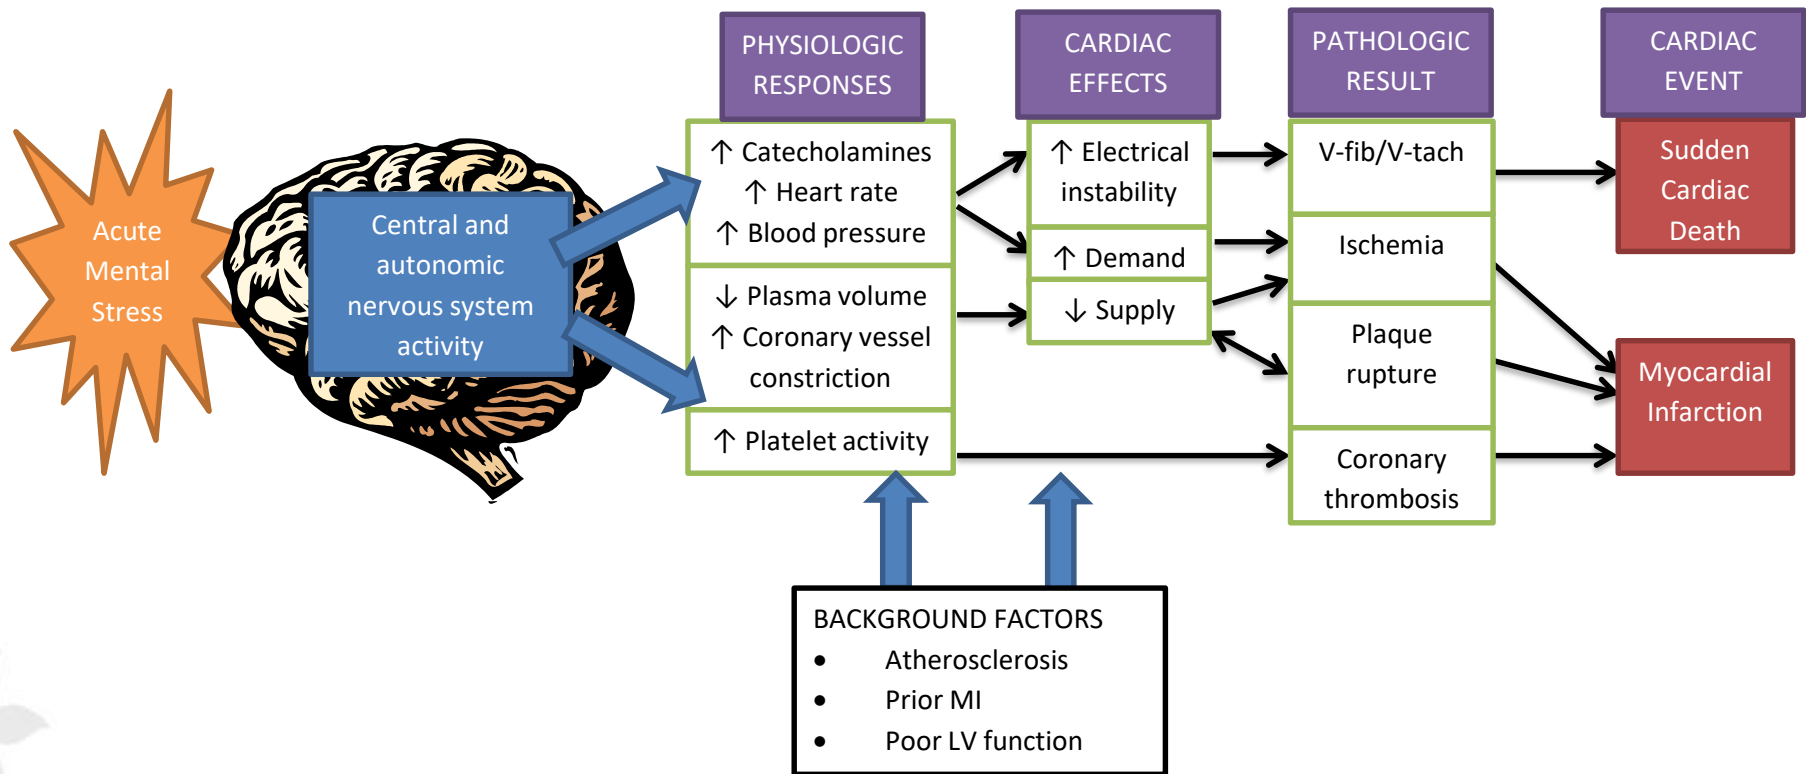 Acute
Mental
Stress
Central and
autonomic
nervous system
activity
PHYSIOLOGIC
RESPONSES
↑ Catecholamines
↑ Heart rate
↑ Blood pressure
↓ Plasma volume
↑ Coronary vessel
constriction
↑ Platelet activity
CARDIAC
EFFECTS
↑ Electrical
instability
↑ Demand
↓ Supply
PATHOLOGIC
RESULT
V-fib/V-tach
Ischemia
Plaque
rupture
Coronary
thrombosis
CARDIAC
EVENT
Sudden
Cardiac
Death
Myocardial
Infarction
BACKGROUND FACTORS
• Atherosclerosis
• Prior MI
• Poor LV function